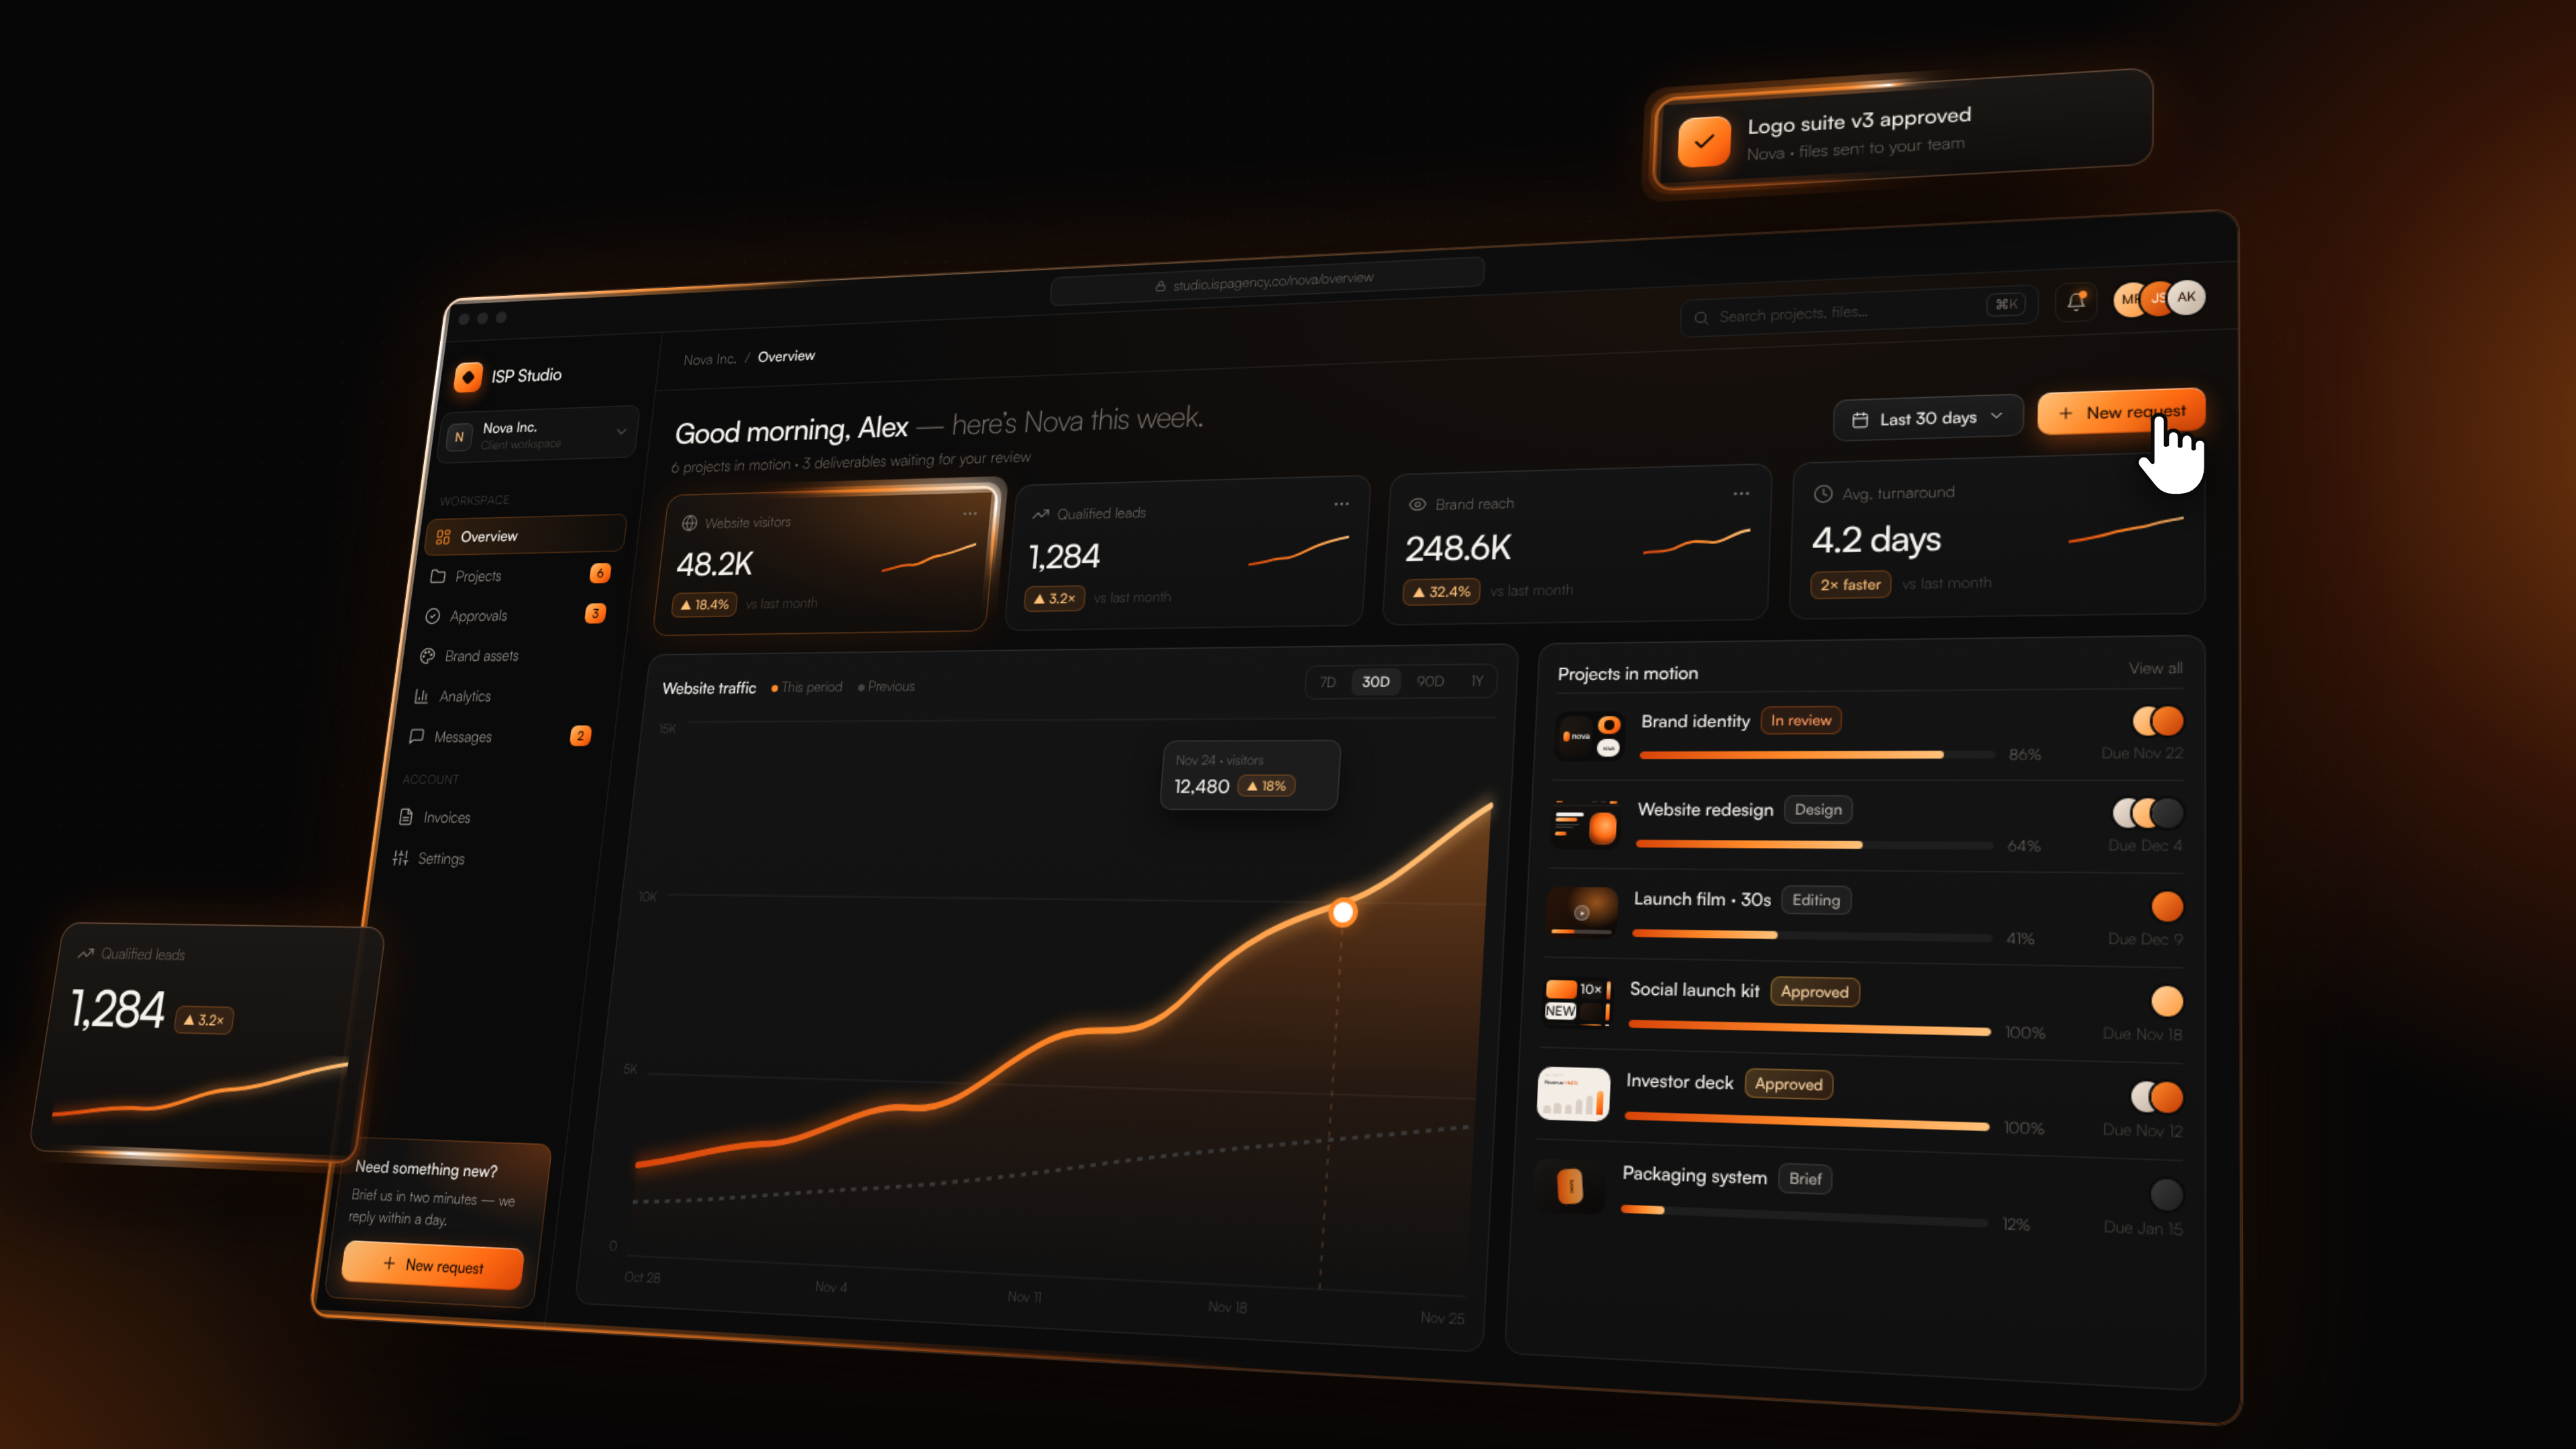 Logo suite v3 approved
Nova • files sent to your team
studio.ispagency.co/nova/overview
ISP Studio
Nova Inc. / Overview
Search projects, files...
⌘K
JS
AK
N
Nova Inc.
Client workspace
WORKSPACE
Overview
Projects 6
Approvals 3
Brand assets
Analytics
Messages 2
ACCOUNT
Invoices
Settings
Need something new?
Brief us in two minutes — we
reply within a day.
+ New request
Good morning, Alex — here's Nova this week.
6 projects in motion • 3 deliverables waiting for your review
Last 30 days
+ New request
Website visitors
48.2K
▲ 18.4% vs last month
Qualified leads
1,284
▲ 3.2× vs last month
Brand reach
248.6K
▲ 32.4% vs last month
Avg. turnaround
4.2 days
2× faster vs last month
Website traffic • This period • Previous
7D 30D 90D 1Y
15K
10K
5K
0
Nov 24 • visitors
12,480 ▲ 18%
Oct 28
Nov 4
Nov 11
Nov 18
Nov 25
Projects in motion
View all
nova
Brand identity In review
86%
Due Nov 22
Website redesign Design
64%
Due Dec 4
Launch film • 30s Editing
41%
Due Dec 9
10×
NEW
Social launch kit Approved
100%
Due Nov 18
Investor deck Approved
100%
Due Nov 12
Packaging system Brief
12%
Due Jan 15
Qualified leads
1,284 ▲ 3.2×